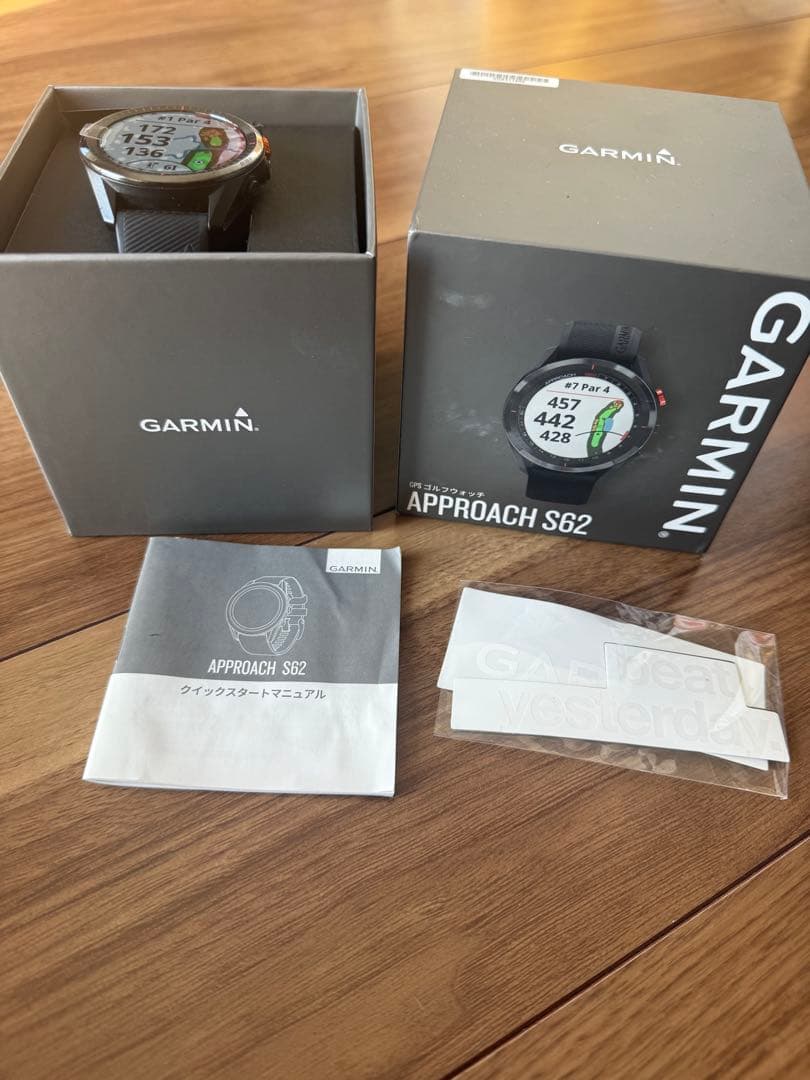 #1 Par 4
172
153
136
61
GARMIN
GARMIN
GARMIN
#7 Par 4
457
442
428
GARMIN
GPS ゴルフウォッチ
APPROACH S62
GARMIN
APPROACH S62
クイックスタートマニュアル
beat
yesterday.